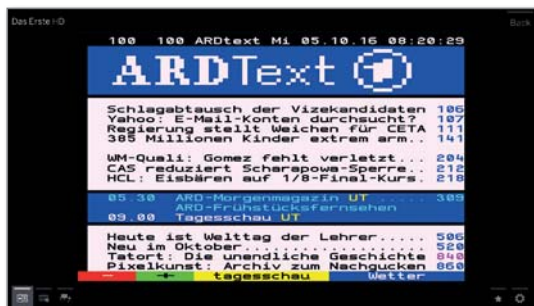 Das Erste HD
Back
100 100 ARDtext Mi 05.10.16 08:20:29
ARDText
Schlagabtausch der Vizekandidaten 106
Yahoo: E-Mail-Konten durchsucht? 107
Regierung stellt Weichen für CETA 111
385 Millionen Kinder extrem arm.. 141
WM-Quali: Gomez fehlt verletzt... 204
CAS reduziert Scharapowa-Sperre.. 212
HCL: Eisbären auf 1/8-Final-Kurs. 218
05.30 ARD-Morgenmagazin UT ..... 309
ARD-Frühstücksfernsehen
09.00 Tagesschau UT
Heute ist Welttag der Lehrer..... 506
Neu im Oktober................... 520
Tatort: Die unendliche Geschichte 840
Pixelkunst: Archiv zum Nachgucken 860
- + tagesschau Wetter